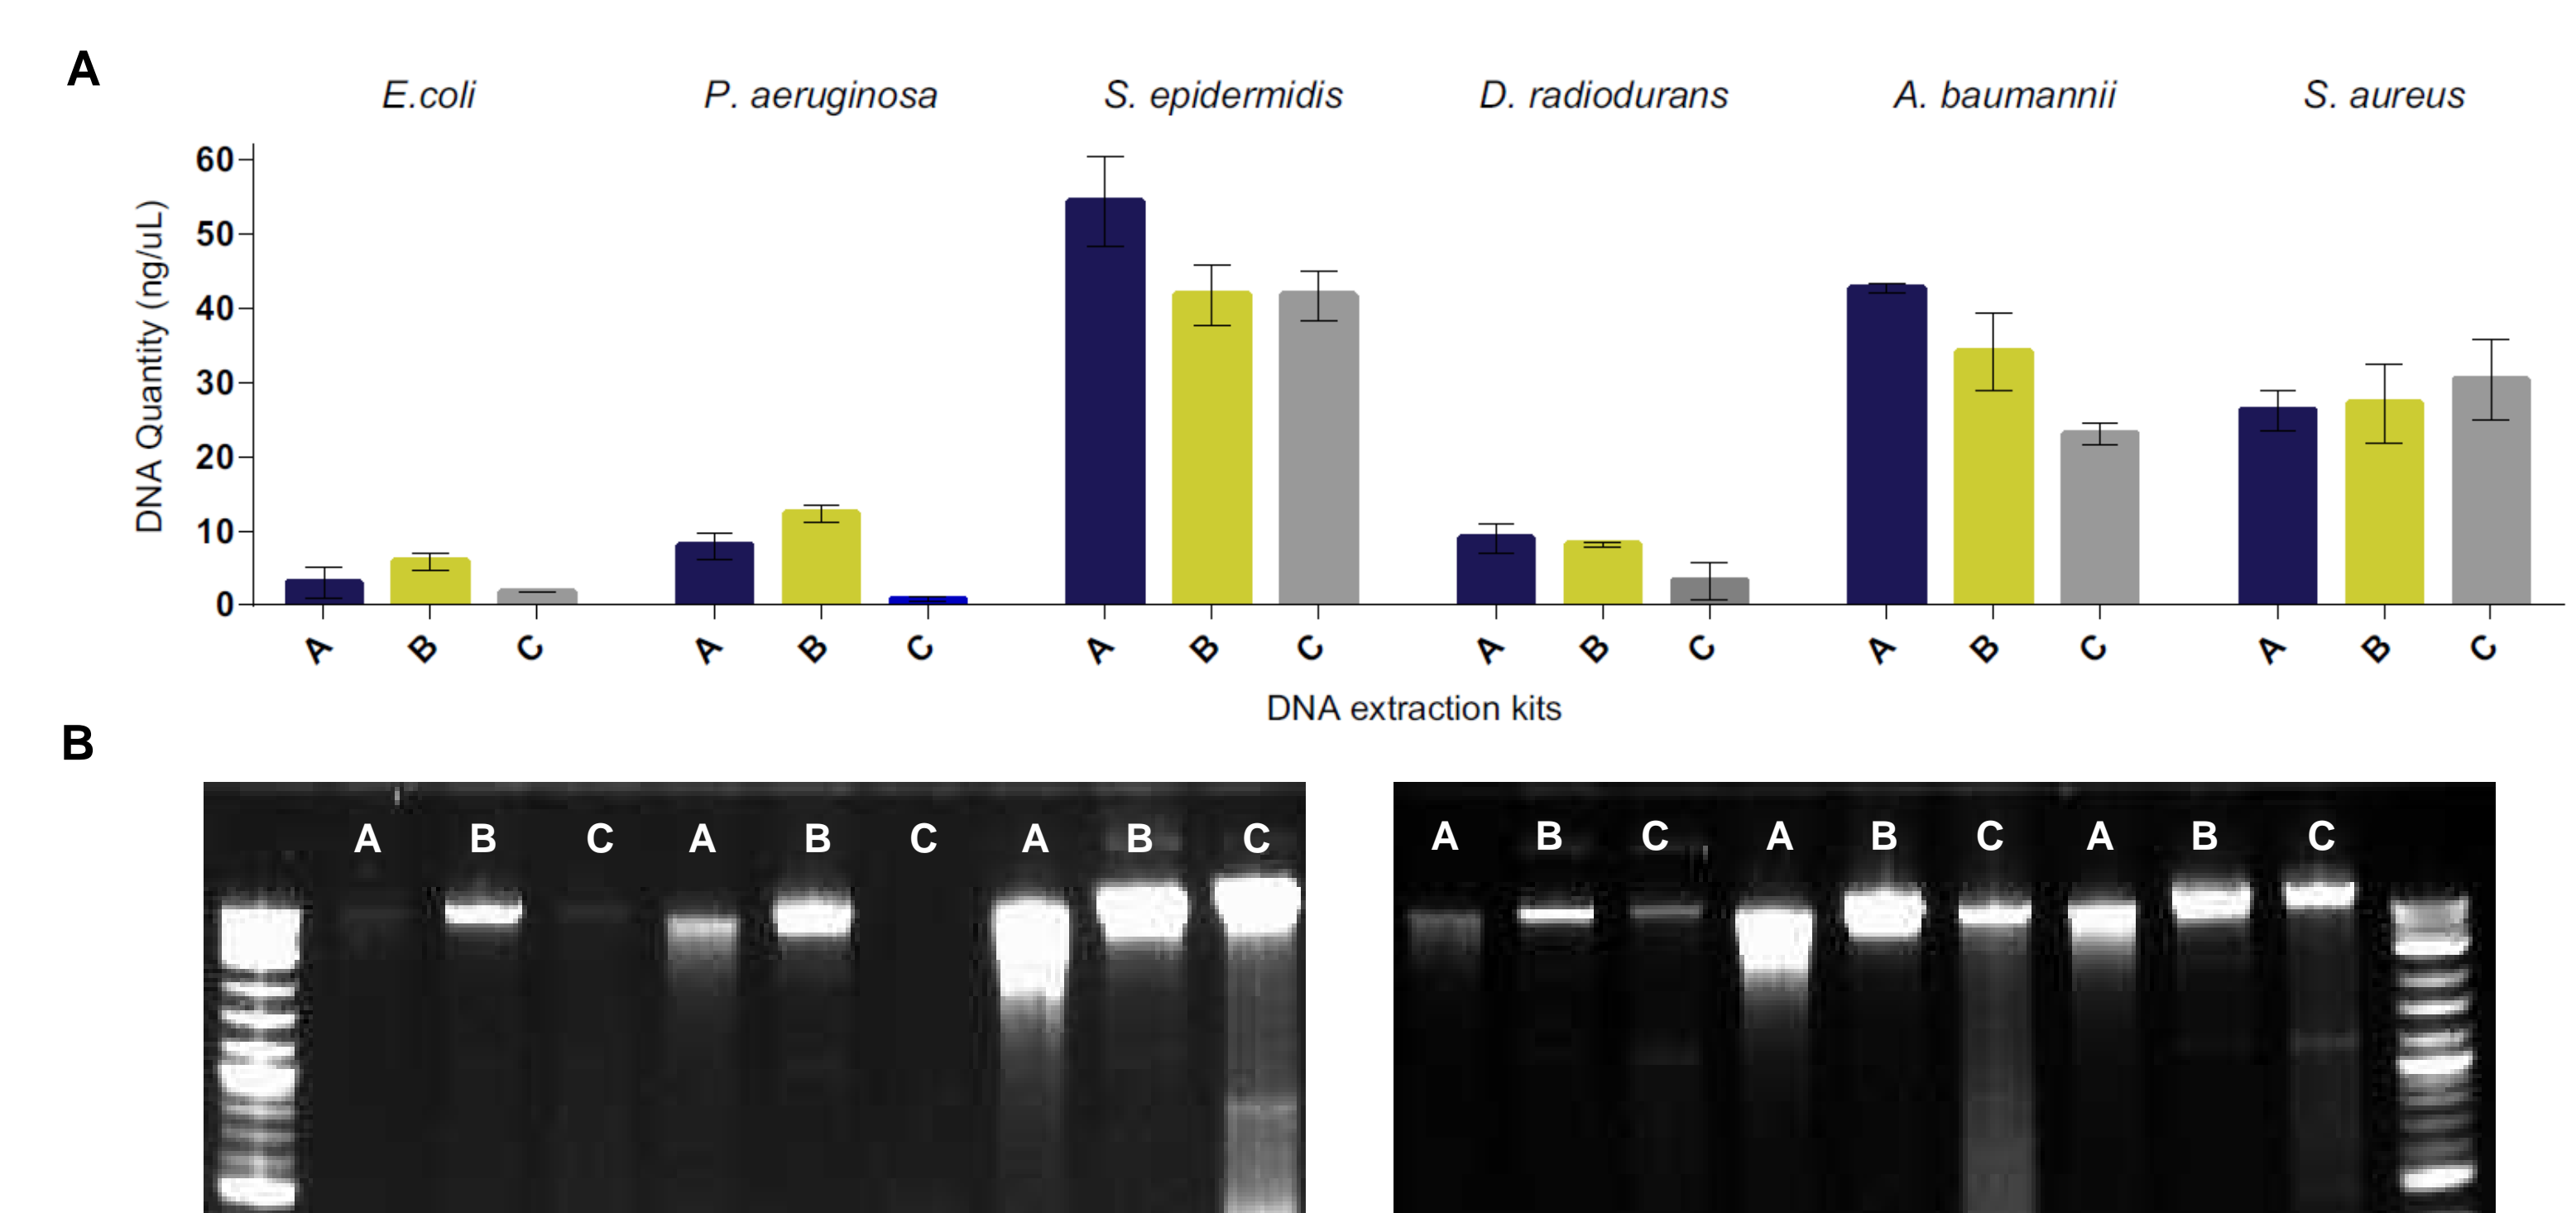 A
E.coli P. aeruginosa S. epidermidis D. radiodurans A. baumannii S. aureus
DNA Quantity (ng/uL)
60
50
40
30
20
10
0
A B C A B C A B C A B C A B C A B C
DNA extraction kits
B
A B C A B C A B C A B C A B C A B C